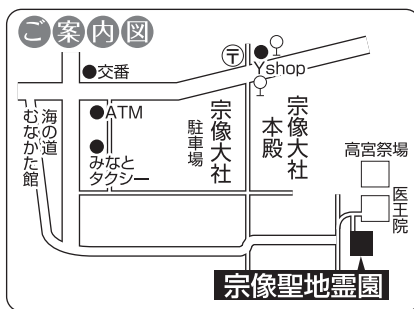 ご案内図
●交番
〒
●Yshop
●ATM
●みなと
タクシー
海の道
むなかた館
宗像大社
駐車場
宗像大社
本殿
高宮祭場
医王院
宗像聖地霊園